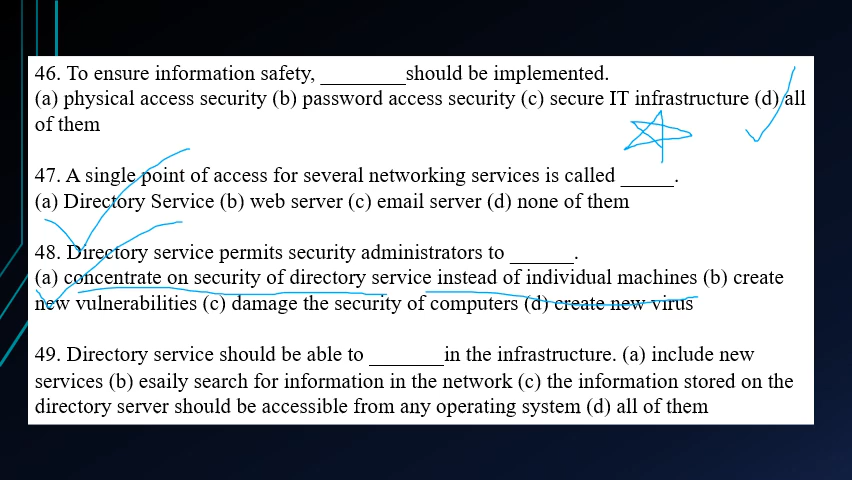 46. To ensure information safety, ________should be implemented.
(a) physical access security (b) password access security (c) secure IT infrastructure (d) all
of them
47. A single point of access for several networking services is called _____.
(a) Directory Service (b) web server (c) email server (d) none of them
48. Directory service permits security administrators to ______.
(a) concentrate on security of directory service instead of individual machines (b) create
new vulnerabilities (c) damage the security of computers (d) create new virus
49. Directory service should be able to _______in the infrastructure. (a) include new
services (b) esaily search for information in the network (c) the information stored on the
directory server should be accessible from any operating system (d) all of them